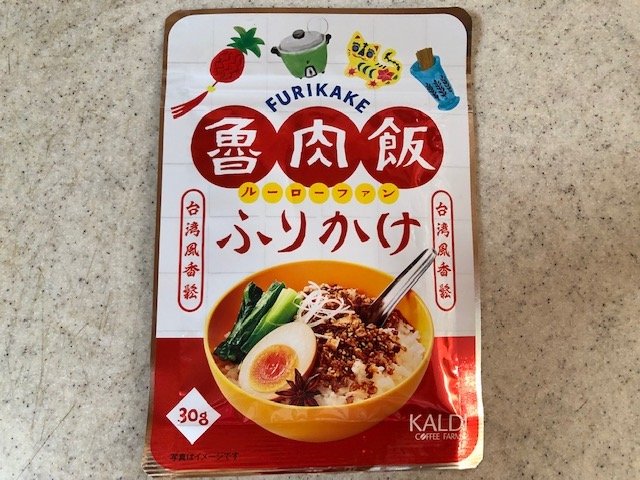 FURIKAKE
魯肉飯
ルーローファン
ふりかけ
台湾風香鬆
台湾風香鬆
30g
KALDI
COFFEE FARM
写真はイメージです